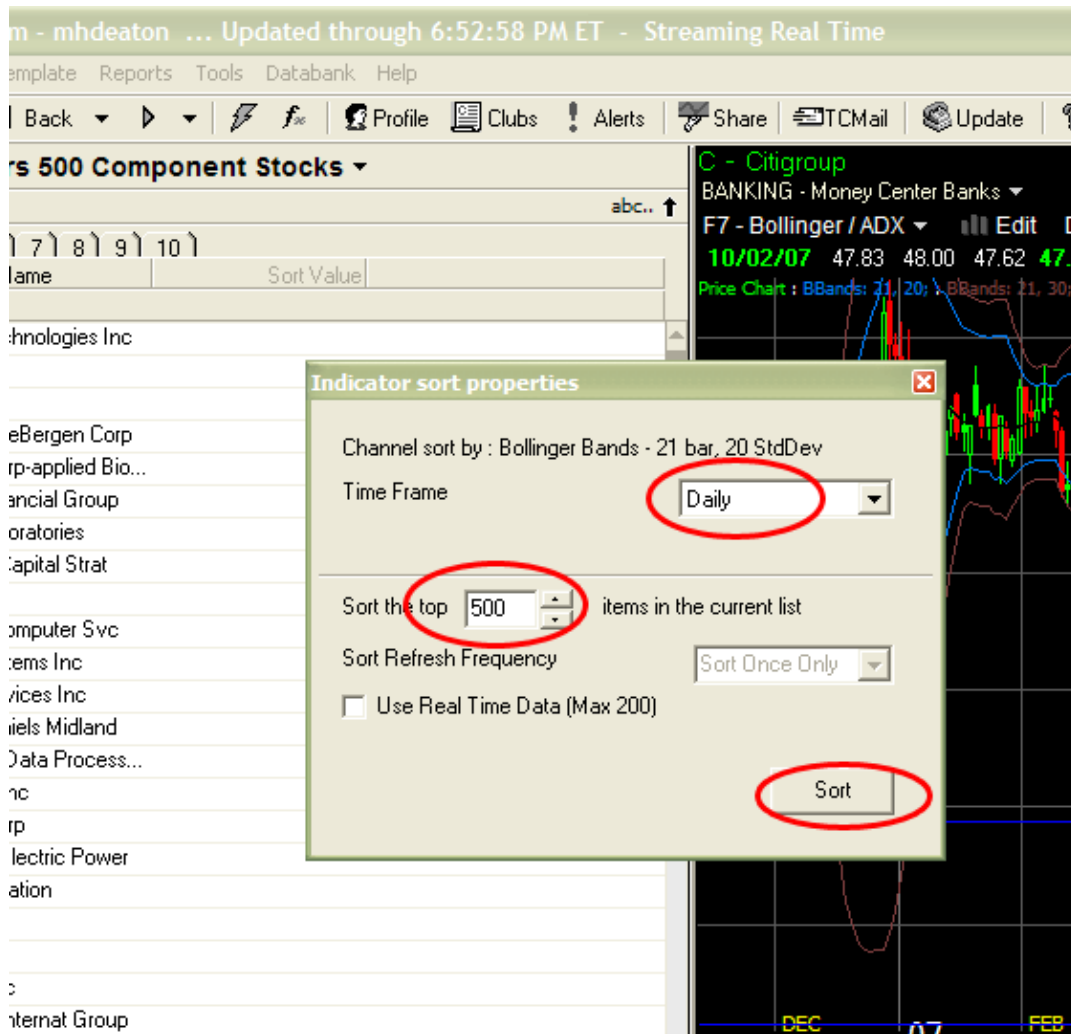 m - mhdeaton ... Updated through 6:52:58 PM ET - Streaming Real Time
emplate Reports Tools Databank Help
Back Profile Clubs Alerts Share TCMail Update
rs 500 Component Stocks
abc..
7 8 9 10
Name Sort Value
chnologies Inc
eBergen Corp
rp-applied Bio...
ancial Group
oratories
Capital Strat
omputer Svc
tems Inc
vices Inc
niels Midland
Data Process...
nc
rp
lectric Power
ation
c
nternat Group
C - Citigroup
BANKING - Money Center Banks
F7 - Bollinger / ADX Edit
10/02/07 47.83 48.00 47.62 47.
Price Chart : BBands: 21, 20; BBands: 21, 30;
Indicator sort properties
Channel sort by : Bollinger Bands - 21 bar, 20 StdDev
Time Frame Daily
Sort the top 500 items in the current list
Sort Refresh Frequency Sort Once Only
Use Real Time Data (Max 200)
Sort
DEC 07 FEB